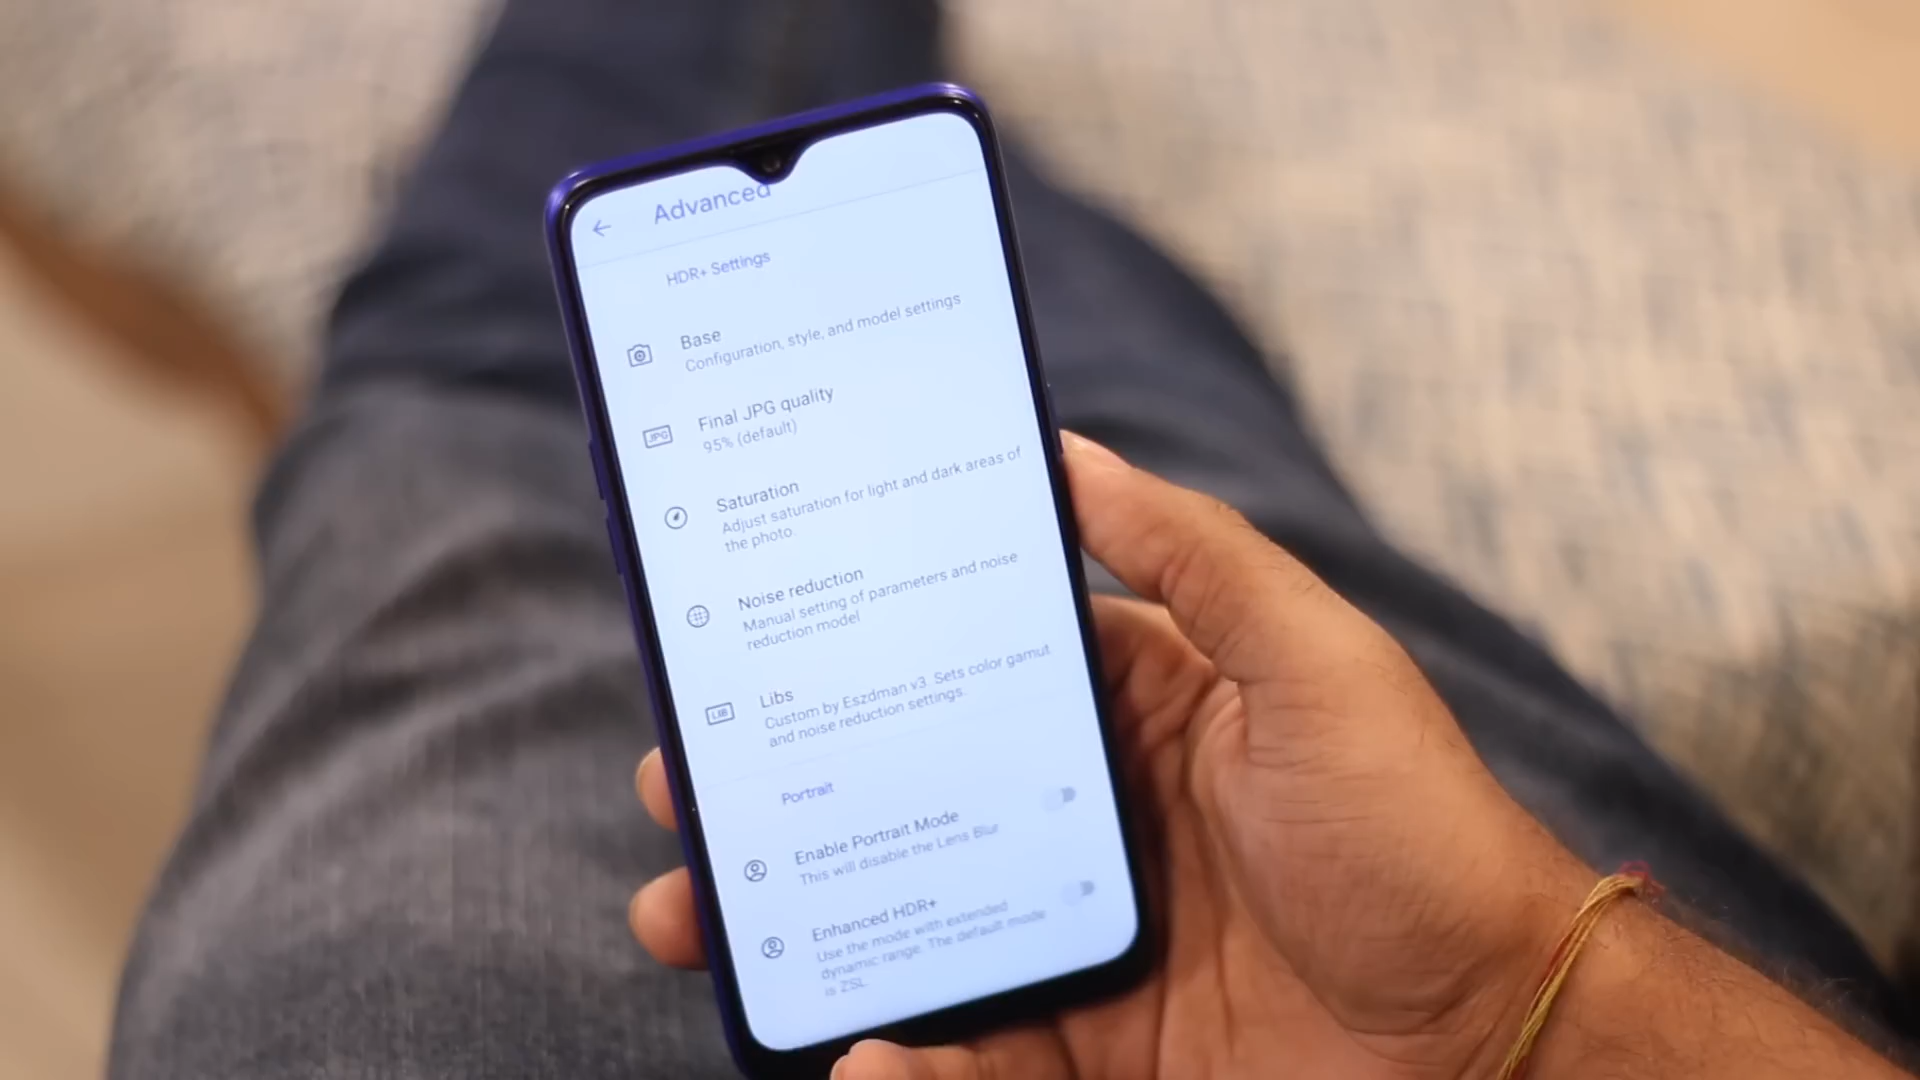 Advanced
HDR+ Settings
Base
Configuration, style, and model settings
JPG
Final JPG quality
95% (default)
Saturation
Adjust saturation for light and dark areas of
the photo
Noise reduction
Manual setting of parameters and noise
reduction model
LIB
Libs
Custom by Eszdman v3. Sets color gamut
and noise reduction settings.
Portrait
Enable Portrait Mode
This will disable the Lens Blur
Enhanced HDR+
Use the mode with extended
dynamic range. The default mode
is ZSL.